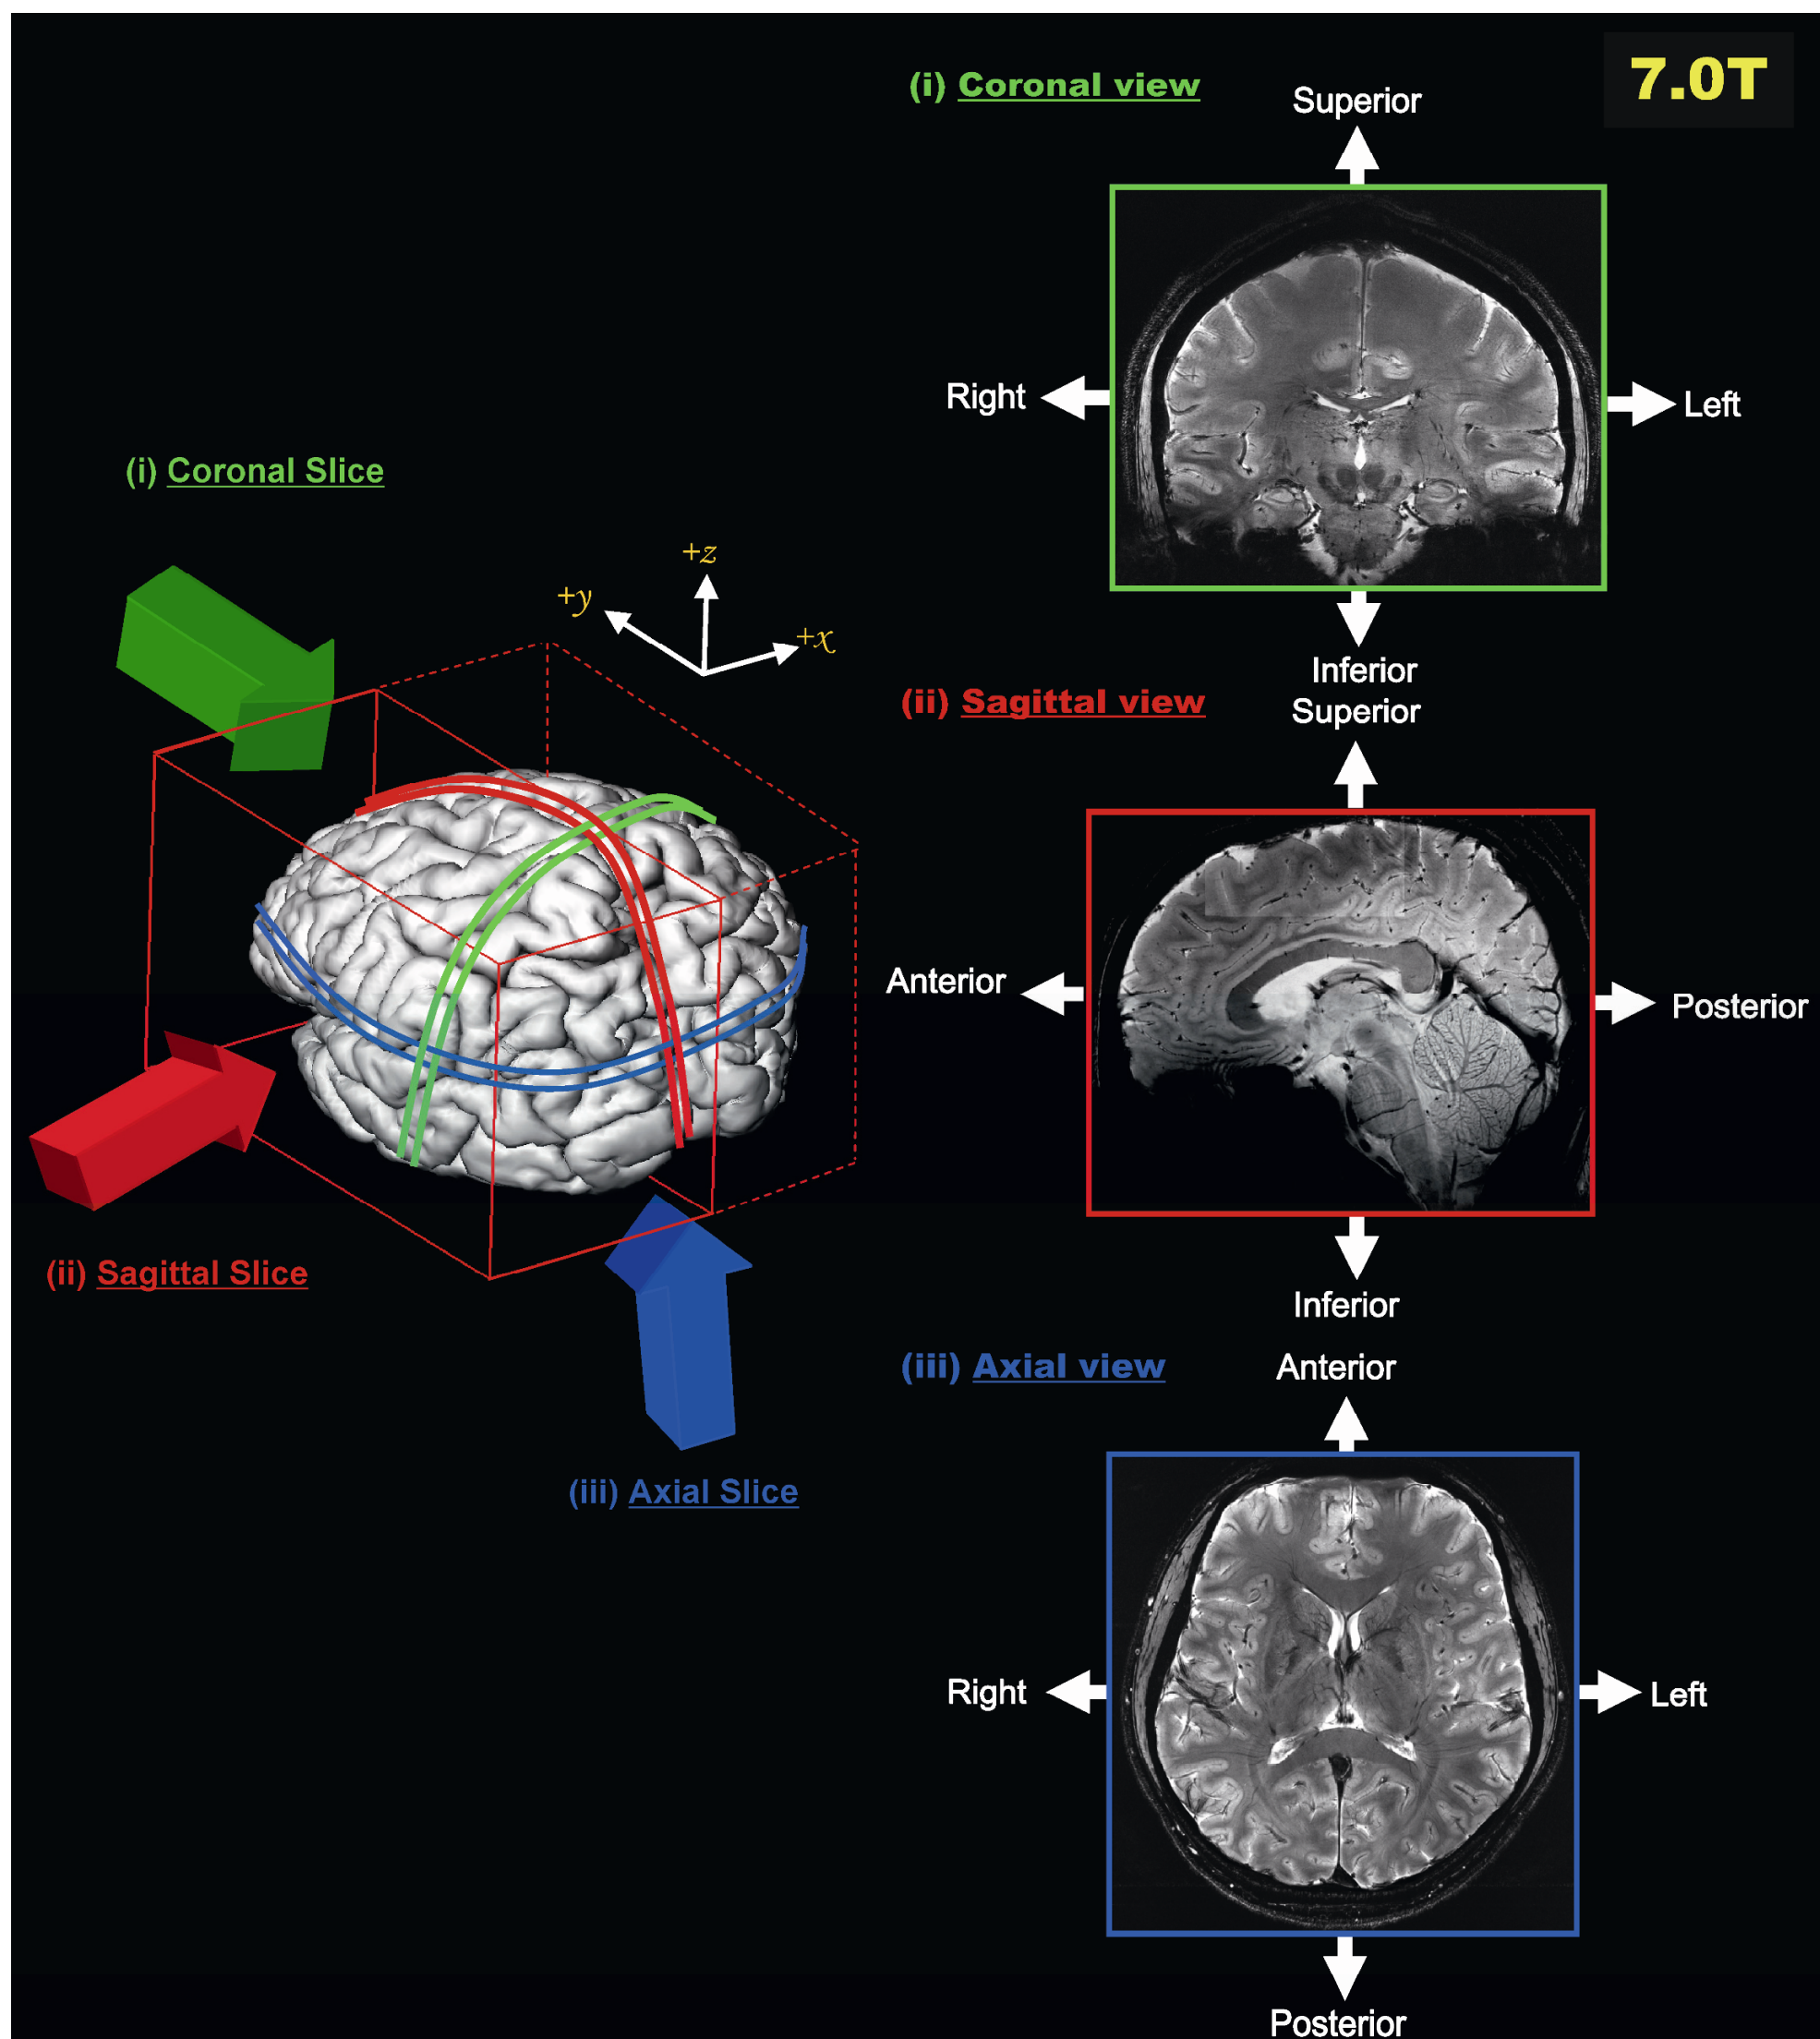 7.0T
(i) Coronal view
Superior
Right
Left
Inferior
(i) Coronal Slice
+z
+y
+x
(ii) Sagittal Slice
(iii) Axial Slice
(ii) Sagittal view
Superior
Anterior
Posterior
Inferior
(iii) Axial view
Anterior
Right
Left
Posterior